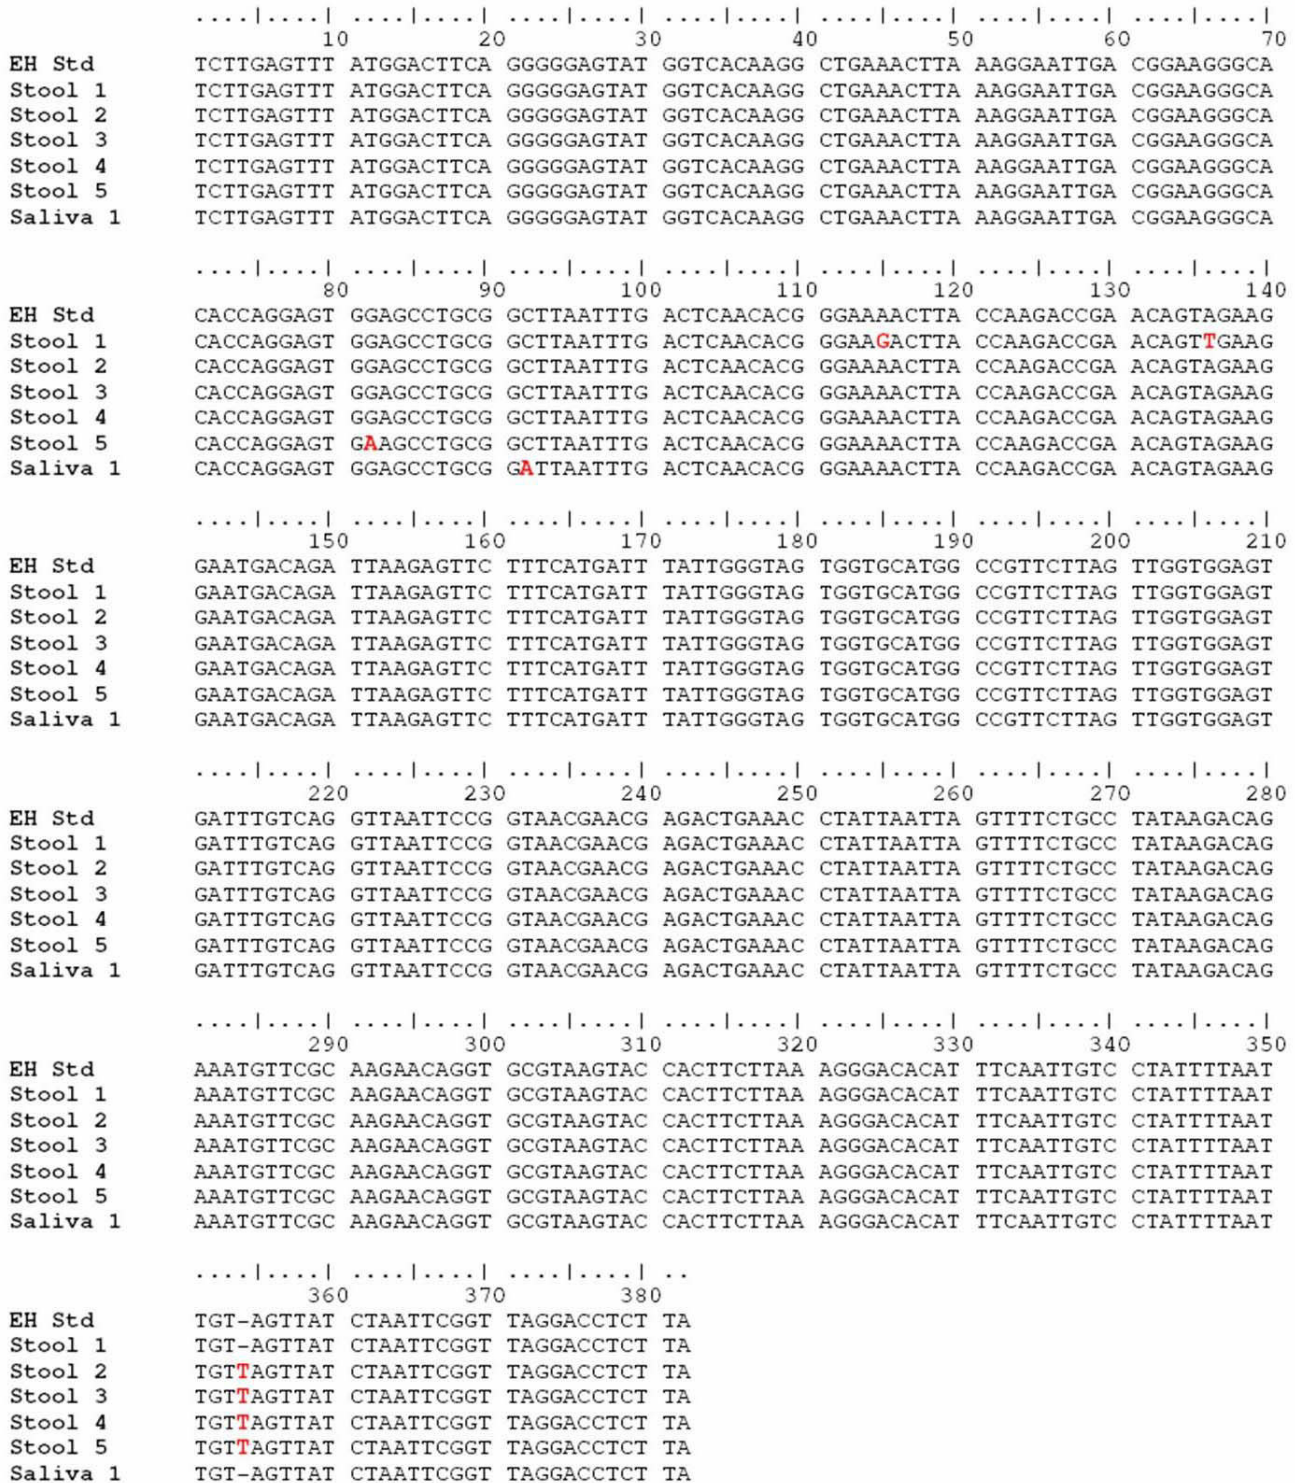 ....|....| ....|....| ....|....| ....|....| ....|....| ....|....| ....|....|
10 20 30 40 50 60 70
EH Std TCTTGAGTTT ATGGACTTCA GGGGGAGTAT GGTCACAAGG CTGAAACTTA AAGGAATTGA CGGAAGGGCA
Stool 1 TCTTGAGTTT ATGGACTTCA GGGGGAGTAT GGTCACAAGG CTGAAACTTA AAGGAATTGA CGGAAGGGCA
Stool 2 TCTTGAGTTT ATGGACTTCA GGGGGAGTAT GGTCACAAGG CTGAAACTTA AAGGAATTGA CGGAAGGGCA
Stool 3 TCTTGAGTTT ATGGACTTCA GGGGGAGTAT GGTCACAAGG CTGAAACTTA AAGGAATTGA CGGAAGGGCA
Stool 4 TCTTGAGTTT ATGGACTTCA GGGGGAGTAT GGTCACAAGG CTGAAACTTA AAGGAATTGA CGGAAGGGCA
Stool 5 TCTTGAGTTT ATGGACTTCA GGGGGAGTAT GGTCACAAGG CTGAAACTTA AAGGAATTGA CGGAAGGGCA
Saliva 1 TCTTGAGTTT ATGGACTTCA GGGGGAGTAT GGTCACAAGG CTGAAACTTA AAGGAATTGA CGGAAGGGCA
....|....| ....|....| ....|....| ....|....| ....|....| ....|....| ....|....|
80 90 100 110 120 130 140
EH Std CACCAGGAGT GGAGCCTGCG GCTTAATTTG ACTCAACACG GGAAAACTTA CCAAGACCGA ACAGTAGAAG
Stool 1 CACCAGGAGT GGAGCCTGCG GCTTAATTTG ACTCAACACG GGAAGACTTA CCAAGACCGA ACAGTTGAAG
Stool 2 CACCAGGAGT GGAGCCTGCG GCTTAATTTG ACTCAACACG GGAAAACTTA CCAAGACCGA ACAGTAGAAG
Stool 3 CACCAGGAGT GGAGCCTGCG GCTTAATTTG ACTCAACACG GGAAAACTTA CCAAGACCGA ACAGTAGAAG
Stool 4 CACCAGGAGT GGAGCCTGCG GCTTAATTTG ACTCAACACG GGAAAACTTA CCAAGACCGA ACAGTAGAAG
Stool 5 CACCAGGAGT GAAGCCTGCG GCTTAATTTG ACTCAACACG GGAAAACTTA CCAAGACCGA ACAGTAGAAG
Saliva 1 CACCAGGAGT GGAGCCTGCG GATTAATTTG ACTCAACACG GGAAAACTTA CCAAGACCGA ACAGTAGAAG
....|....| ....|....| ....|....| ....|....| ....|....| ....|....| ....|....|
150 160 170 180 190 200 210
EH Std GAATGACAGA TTAAGAGTTC TTTCATGATT TATTGGGTAG TGGTGCATGG CCGTTCTTAG TTGGTGGAGT
Stool 1 GAATGACAGA TTAAGAGTTC TTTCATGATT TATTGGGTAG TGGTGCATGG CCGTTCTTAG TTGGTGGAGT
Stool 2 GAATGACAGA TTAAGAGTTC TTTCATGATT TATTGGGTAG TGGTGCATGG CCGTTCTTAG TTGGTGGAGT
Stool 3 GAATGACAGA TTAAGAGTTC TTTCATGATT TATTGGGTAG TGGTGCATGG CCGTTCTTAG TTGGTGGAGT
Stool 4 GAATGACAGA TTAAGAGTTC TTTCATGATT TATTGGGTAG TGGTGCATGG CCGTTCTTAG TTGGTGGAGT
Stool 5 GAATGACAGA TTAAGAGTTC TTTCATGATT TATTGGGTAG TGGTGCATGG CCGTTCTTAG TTGGTGGAGT
Saliva 1 GAATGACAGA TTAAGAGTTC TTTCATGATT TATTGGGTAG TGGTGCATGG CCGTTCTTAG TTGGTGGAGT
....|....| ....|....| ....|....| ....|....| ....|....| ....|....| ....|....|
220 230 240 250 260 270 280
EH Std GATTTGTCAG GTTAATTCCG GTAACGAACG AGACTGAAAC CTATTAATTA GTTTTCTGCC TATAAGACAG
Stool 1 GATTTGTCAG GTTAATTCCG GTAACGAACG AGACTGAAAC CTATTAATTA GTTTTCTGCC TATAAGACAG
Stool 2 GATTTGTCAG GTTAATTCCG GTAACGAACG AGACTGAAAC CTATTAATTA GTTTTCTGCC TATAAGACAG
Stool 3 GATTTGTCAG GTTAATTCCG GTAACGAACG AGACTGAAAC CTATTAATTA GTTTTCTGCC TATAAGACAG
Stool 4 GATTTGTCAG GTTAATTCCG GTAACGAACG AGACTGAAAC CTATTAATTA GTTTTCTGCC TATAAGACAG
Stool 5 GATTTGTCAG GTTAATTCCG GTAACGAACG AGACTGAAAC CTATTAATTA GTTTTCTGCC TATAAGACAG
Saliva 1 GATTTGTCAG GTTAATTCCG GTAACGAACG AGACTGAAAC CTATTAATTA GTTTTCTGCC TATAAGACAG
....|....| ....|....| ....|....| ....|....| ....|....| ....|....| ....|....|
290 300 310 320 330 340 350
EH Std AAATGTTCGC AAGAACAGGT GCGTAAGTAC CACTTCTTAA AGGGACACAT TTCAATTGTC CTATTTTAAT
Stool 1 AAATGTTCGC AAGAACAGGT GCGTAAGTAC CACTTCTTAA AGGGACACAT TTCAATTGTC CTATTTTAAT
Stool 2 AAATGTTCGC AAGAACAGGT GCGTAAGTAC CACTTCTTAA AGGGACACAT TTCAATTGTC CTATTTTAAT
Stool 3 AAATGTTCGC AAGAACAGGT GCGTAAGTAC CACTTCTTAA AGGGACACAT TTCAATTGTC CTATTTTAAT
Stool 4 AAATGTTCGC AAGAACAGGT GCGTAAGTAC CACTTCTTAA AGGGACACAT TTCAATTGTC CTATTTTAAT
Stool 5 AAATGTTCGC AAGAACAGGT GCGTAAGTAC CACTTCTTAA AGGGACACAT TTCAATTGTC CTATTTTAAT
Saliva 1 AAATGTTCGC AAGAACAGGT GCGTAAGTAC CACTTCTTAA AGGGACACAT TTCAATTGTC CTATTTTAAT
....|....| ....|....| ....|....| ..
360 370 380
EH Std TGT-AGTTAT CTAATTCGGT TAGGACCTCT TA
Stool 1 TGT-AGTTAT CTAATTCGGT TAGGACCTCT TA
Stool 2 TGTTAGTTAT CTAATTCGGT TAGGACCTCT TA
Stool 3 TGTTAGTTAT CTAATTCGGT TAGGACCTCT TA
Stool 4 TGTTAGTTAT CTAATTCGGT TAGGACCTCT TA
Stool 5 TGTTAGTTAT CTAATTCGGT TAGGACCTCT TA
Saliva 1 TGT-AGTTAT CTAATTCGGT TAGGACCTCT TA